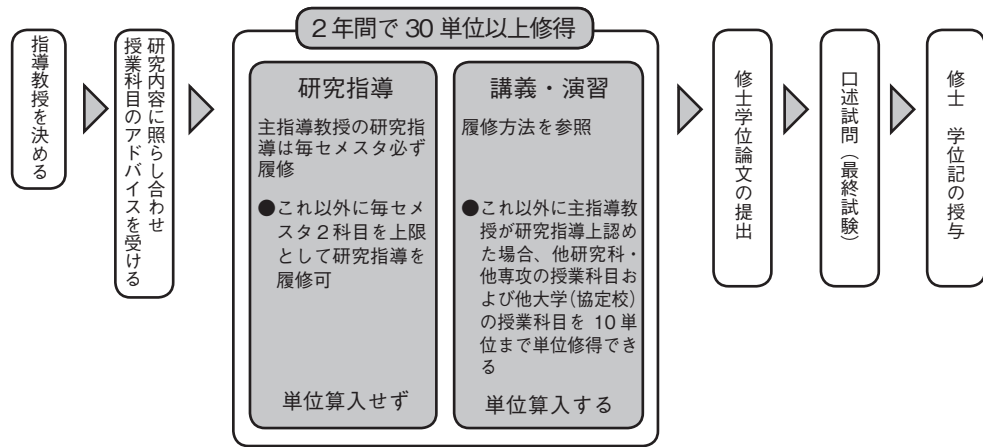 指導教授を決める
研究内容に照らし合わせ
授業科目のアドバイスを受ける
2年間で30単位以上修得
研究指導
主指導教授の研究指
導は毎セメスタ必ず
履修
●これ以外に毎セメ
スタ2科目を上限
として研究指導を
履修可
単位算入せず
講義・演習
履修方法を参照
●これ以外に主指導教
授が研究指導上認め
た場合、他研究科・
他専攻の授業科目お
よび他大学(協定校)
の授業科目を 10 単
位まで単位修得でき
る
単位算入する
修士学位論文の提出
口述試問(最終試験)
修士 学位記の授与